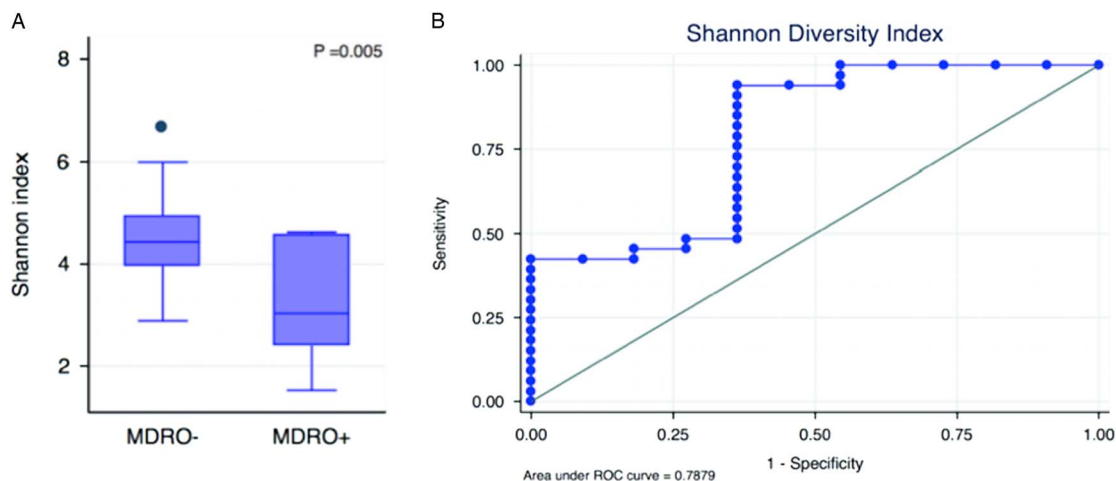 A
P =0.005
Shannon index
8
6
4
2
MDRO-
MDRO+
B
Shannon Diversity Index
Sensitivity
1.00
0.75
0.50
0.25
0.00
0.00
0.25
0.50
0.75
1.00
1 - Specificity
Area under ROC curve = 0.7879